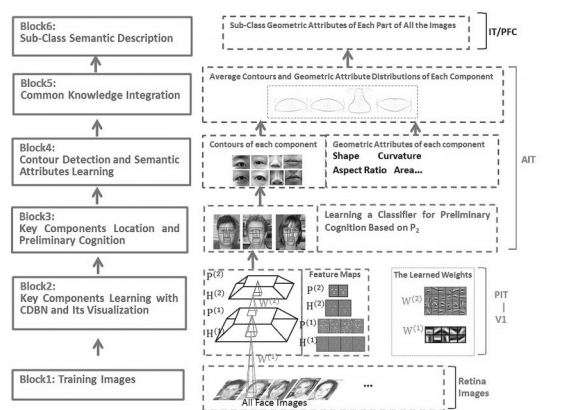 Block6:
Sub-Class Semantic Description
Sub-Class Geometric Attributes of Each Part of All the Images
IT/PFC
Block5:
Common Knowledge Integration
Average Contours and Geometric Attribute Distributions of Each Component
Block4:
Contour Detection and Semantic
Attributes Learning
Contours of each component
Geometric Attributes of each component
Shape Curvature
Aspect Ratio Area...
AIT
Block3:
Key Components Location and
Preliminary Cognition
Learning a Classifier for Preliminary
Cognition Based on P₂
Block2:
Key Components Learning with
CDBN and Its Visualization
P(2)
H(2)
W(2)
P(1)
H(1)
W(1)
Feature Maps
P(2)
H(2)
P(1)
H(1)
The Learned Weights
W(2)
W(1)
PIT
V1
Block1: Training Images
...
All Face Images
Retina
Images